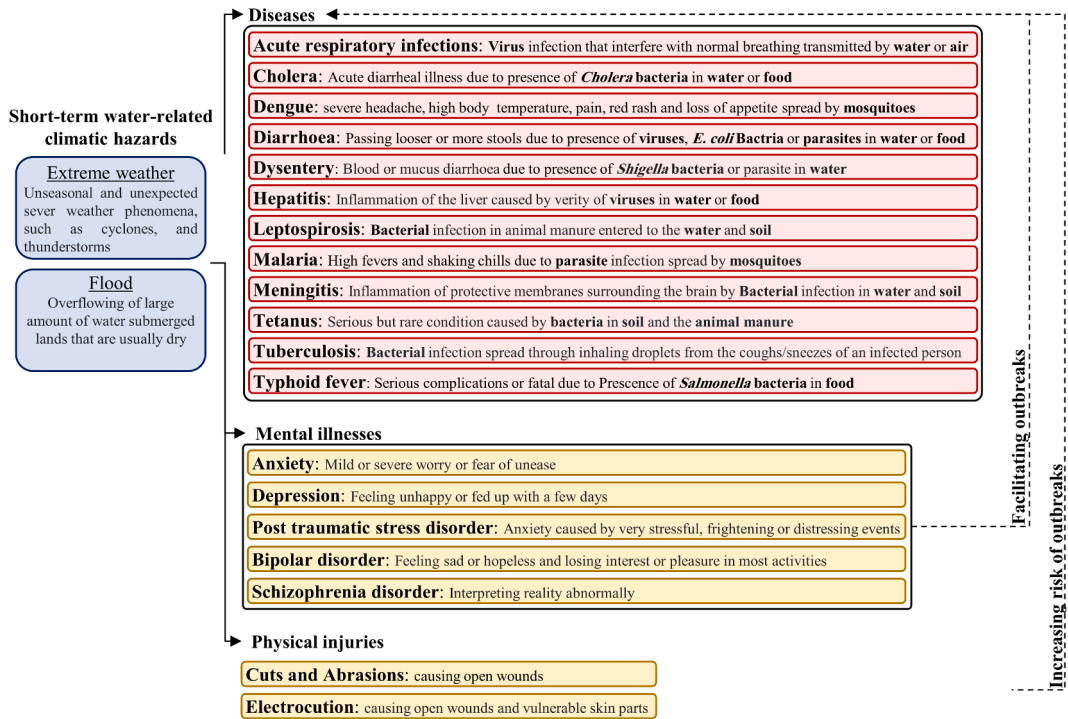 Diseases
Acute respiratory infections: Virus infection that interfere with normal breathing transmitted by water or air
Cholera: Acute diarrheal illness due to presence of Cholera bacteria in water or food
Dengue: severe headache, high body temperature, pain, red rash and loss of appetite spread by mosquitoes
Diarrhoea: Passing looser or more stools due to presence of viruses, E. coli Bactria or parasites in water or food
Dysentery: Blood or mucus diarrhoea due to presence of Shigella bacteria or parasite in water
Hepatitis: Inflammation of the liver caused by verity of viruses in water or food
Leptospirosis: Bacterial infection in animal manure entered to the water and soil
Malaria: High fevers and shaking chills due to parasite infection spread by mosquitoes
Meningitis: Inflammation of protective membranes surrounding the brain by Bacterial infection in water and soil
Tetanus: Serious but rare condition caused by bacteria in soil and the animal manure
Tuberculosis: Bacterial infection spread through inhaling droplets from the coughs/sneezes of an infected person
Typhoid fever: Serious complications or fatal due to Prescence of Salmonella bacteria in food
Short-term water-related
climatic hazards
Extreme weather
Unseasonal and unexpected
sever weather phenomena,
such as cyclones, and
thunderstorms
Flood
Overflowing of large
amount of water submerged
lands that are usually dry
Mental illnesses
Anxiety: Mild or severe worry or fear of unease
Depression: Feeling unhappy or fed up with a few days
Post traumatic stress disorder: Anxiety caused by very stressful, frightening or distressing events
Bipolar disorder: Feeling sad or hopeless and losing interest or pleasure in most activities
Schizophrenia disorder: Interpreting reality abnormally
Physical injuries
Cuts and Abrasions: causing open wounds
Electrocution: causing open wounds and vulnerable skin parts
Facilitating outbreaks
Increasing risk of outbreaks